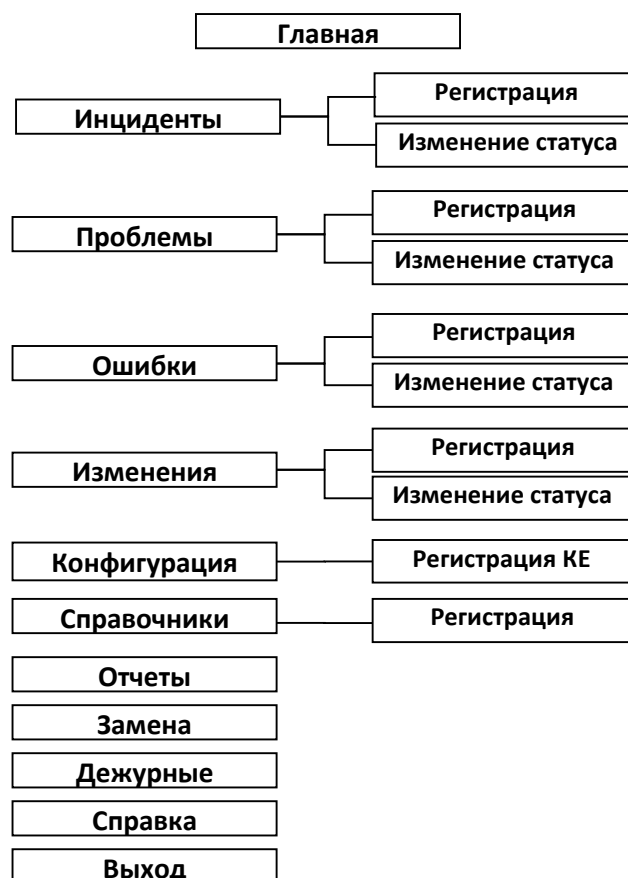 Главная
Инциденты
Регистрация
Изменение статуса
Проблемы
Регистрация
Изменение статуса
Ошибки
Регистрация
Изменение статуса
Изменения
Регистрация
Изменение статуса
Конфигурация
Регистрация КЕ
Справочники
Регистрация
Отчеты
Замена
Дежурные
Справка
Выход